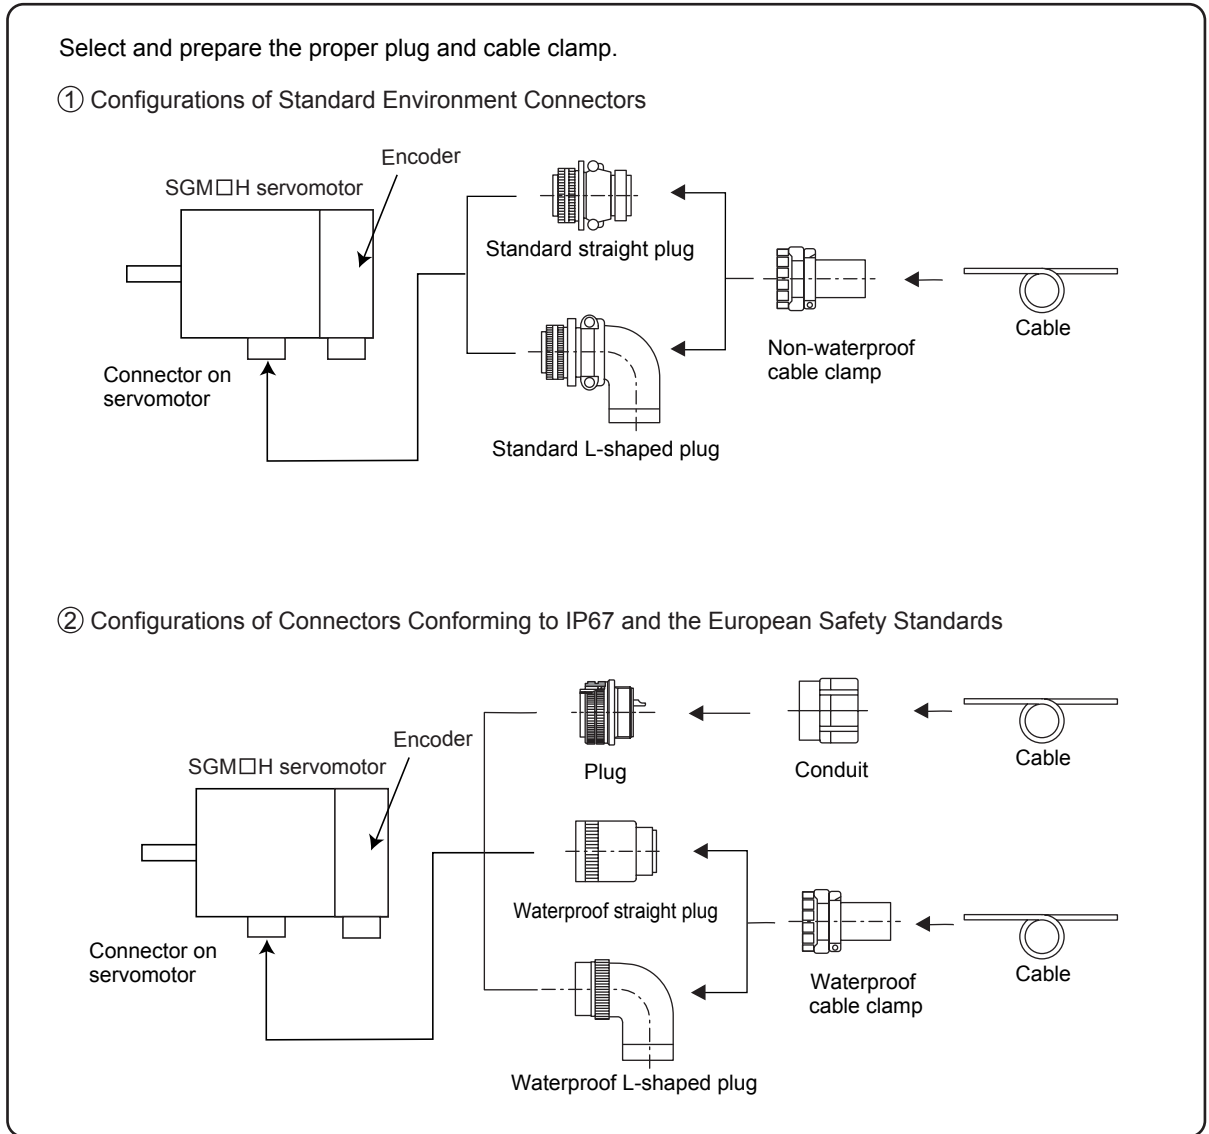 Select and prepare the proper plug and cable clamp.
① Configurations of Standard Environment Connectors
Encoder
SGM□H servomotor
Standard straight plug
Cable
Non-waterproof
cable clamp
Connector on
servomotor
Standard L-shaped plug
② Configurations of Connectors Conforming to IP67 and the European Safety Standards
Encoder
SGM□H servomotor
Plug
Conduit
Cable
Waterproof straight plug
Connector on
servomotor
Waterproof
cable clamp
Cable
Waterproof L-shaped plug